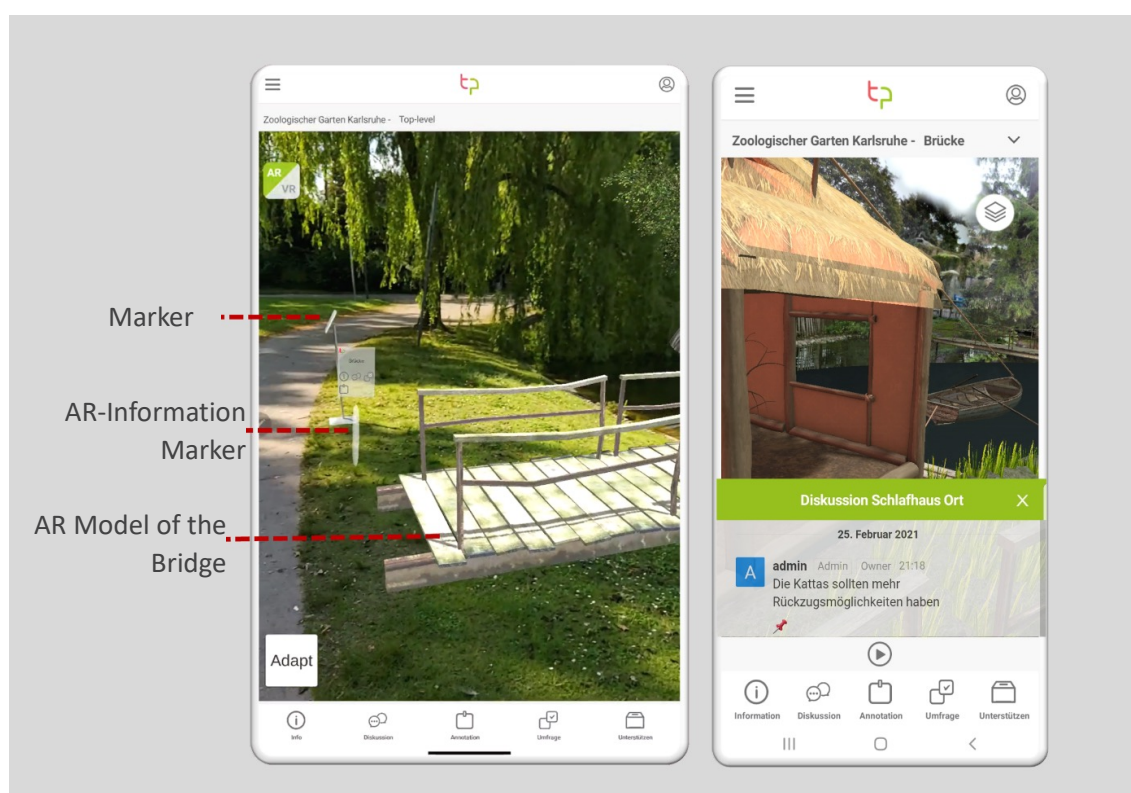 Marker
AR-Information
Marker
AR Model of the
Bridge
tp
Zoologischer Garten Karlsruhe - Top-level
AR
VR
Brücke
Adapt
Info
Diskussion
Annotation
Umfrage
Unterstützen
tp
Zoologischer Garten Karlsruhe - Brücke
Diskussion Schlafhaus Ort X
25. Februar 2021
A
admin Admin Owner 21:18
Die Kattas sollten mehr
Rückzugsmöglichkeiten haben
Information
Diskussion
Annotation
Umfrage
Unterstützen